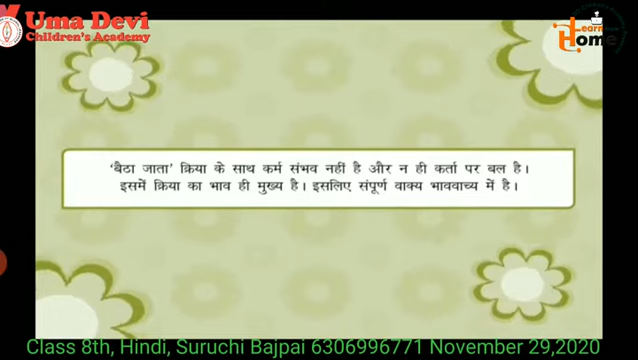 Uma Devi
Children's Academy
Learn
Home
'बैठा जाता' क्रिया के साथ कर्म संभव नहीं है और न ही कर्ता पर बल है।
इसमें क्रिया का भाव ही मुख्य है। इसलिए संपूर्ण वाक्य भाववाच्य में है।
Class 8th, Hindi, Suruchi Bajpai 6306996771 November 29,2020